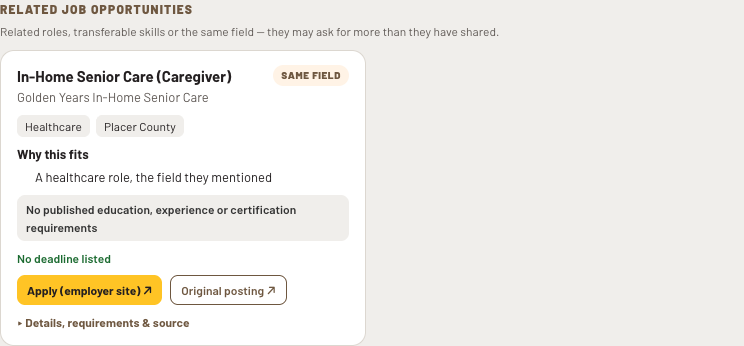 RELATED JOB OPPORTUNITIES
Related roles, transferable skills or the same field — they may ask for more than they have shared.
In-Home Senior Care (Caregiver)
SAME FIELD
Golden Years In-Home Senior Care
Healthcare
Placer County
Why this fits
A healthcare role, the field they mentioned
No published education, experience or certification
requirements
No deadline listed
Apply (employer site) ↗
Original posting ↗
▸ Details, requirements & source